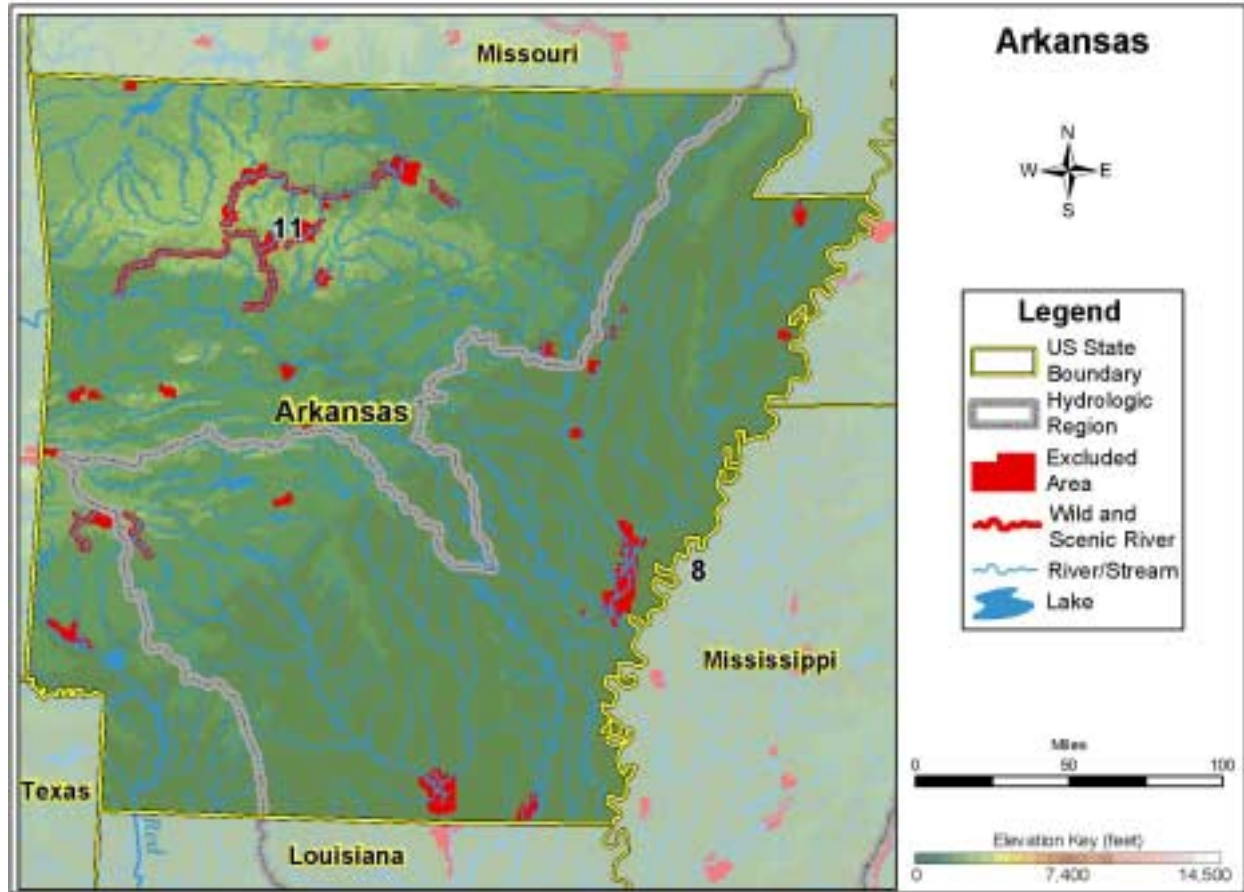 Arkansas
Missouri
N
W E
S
11
Legend
US State
Boundary
Hydrologic
Region
Arkansas
Excluded
Area
Wild and
Scenic River
8
River/Stream
Lake
Mississippi
Miles
0 50 100
Texas
Red
Louisiana
Elevation Key (feet)
0 7,400 14,500